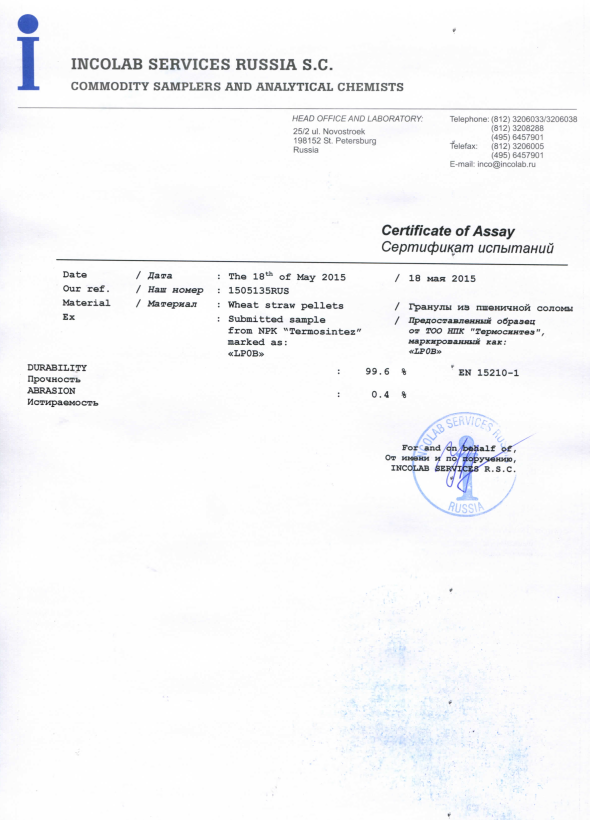 INCOLAB SERVICES RUSSIA S.C.
COMMODITY SAMPLERS AND ANALYTICAL CHEMISTS
HEAD OFFICE AND LABORATORY:
25/2 ul. Novostroek
198152 St. Petersburg
Russia
Telephone: (812) 3206033/3206038
(812) 3208288
(495) 6457901
Telefax: (812) 3206005
(495) 6457901
E-mail: inco@incolab.ru
Certificate of Assay
Сертификат испытаний
Date / Дата : The 18th of May 2015 / 18 мая 2015
Our ref. / Наш номер : 1505135RUS
Material / Материал : Wheat straw pellets / Гранулы из пшеничной соломы
Ex : Submitted sample / Предоставленный образец
from NPK "Termosintez" от ТОО НПК "Термосинтез",
marked as: маркированный как:
«LP0B» «LP0B»
DURABILITY : 99.6 % EN 15210-1
Прочность
ABRASION : 0.4 %
Истираемость
For and on behalf of,
От имени и по поручению,
INCOLAB SERVICES R.S.C.
RUSSIA